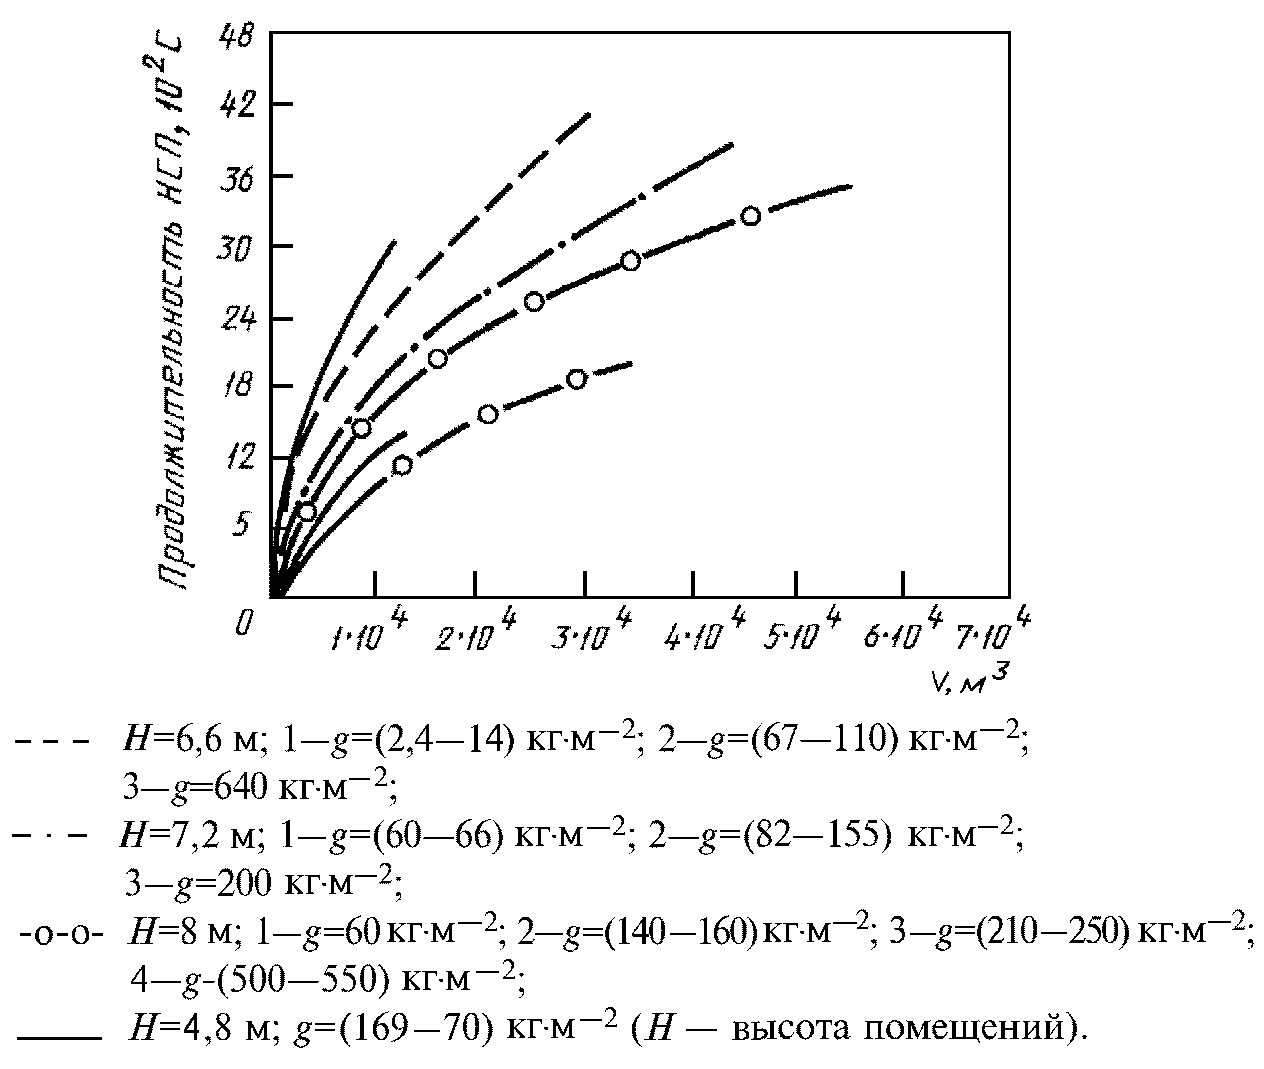 Продолжительность НСП, 10² С
48
42
36
30
24
18
12
5
0
1·10⁴ 2·10⁴ 3·10⁴ 4·10⁴ 5·10⁴ 6·10⁴ 7·10⁴
V, м³
– – – H=6,6 м; 1—g=(2,4—14) кг·м⁻²; 2—g=(67—110) кг·м⁻²;
3—g=640 кг·м⁻²;
– · – H=7,2 м; 1—g=(60—66) кг·м⁻²; 2—g=(82—155) кг·м⁻²;
3—g=200 кг·м⁻²;
-о-о- H=8 м; 1—g=60 кг·м⁻²; 2—g=(140—160) кг·м⁻²; 3—g=(210—250) кг·м⁻²;
4—g-(500—550) кг·м⁻²;
—— H=4,8 м; g=(169—70) кг·м⁻² (H — высота помещений).